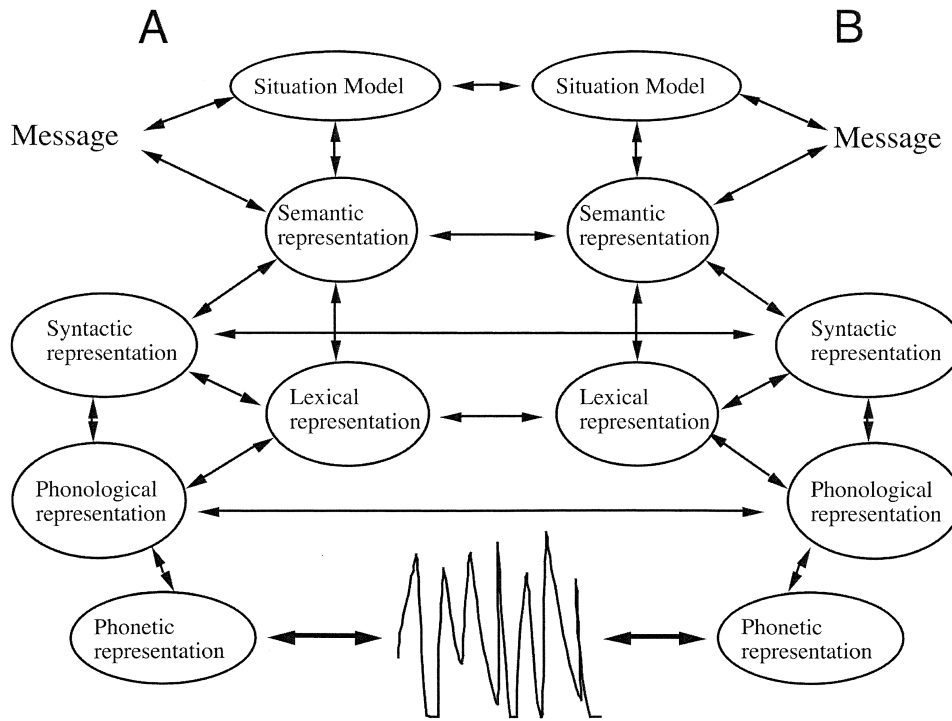 A
B
Situation Model
Situation Model
Message
Message
Semantic
representation
Semantic
representation
Syntactic
representation
Syntactic
representation
Lexical
representation
Lexical
representation
Phonological
representation
Phonological
representation
Phonetic
representation
Phonetic
representation